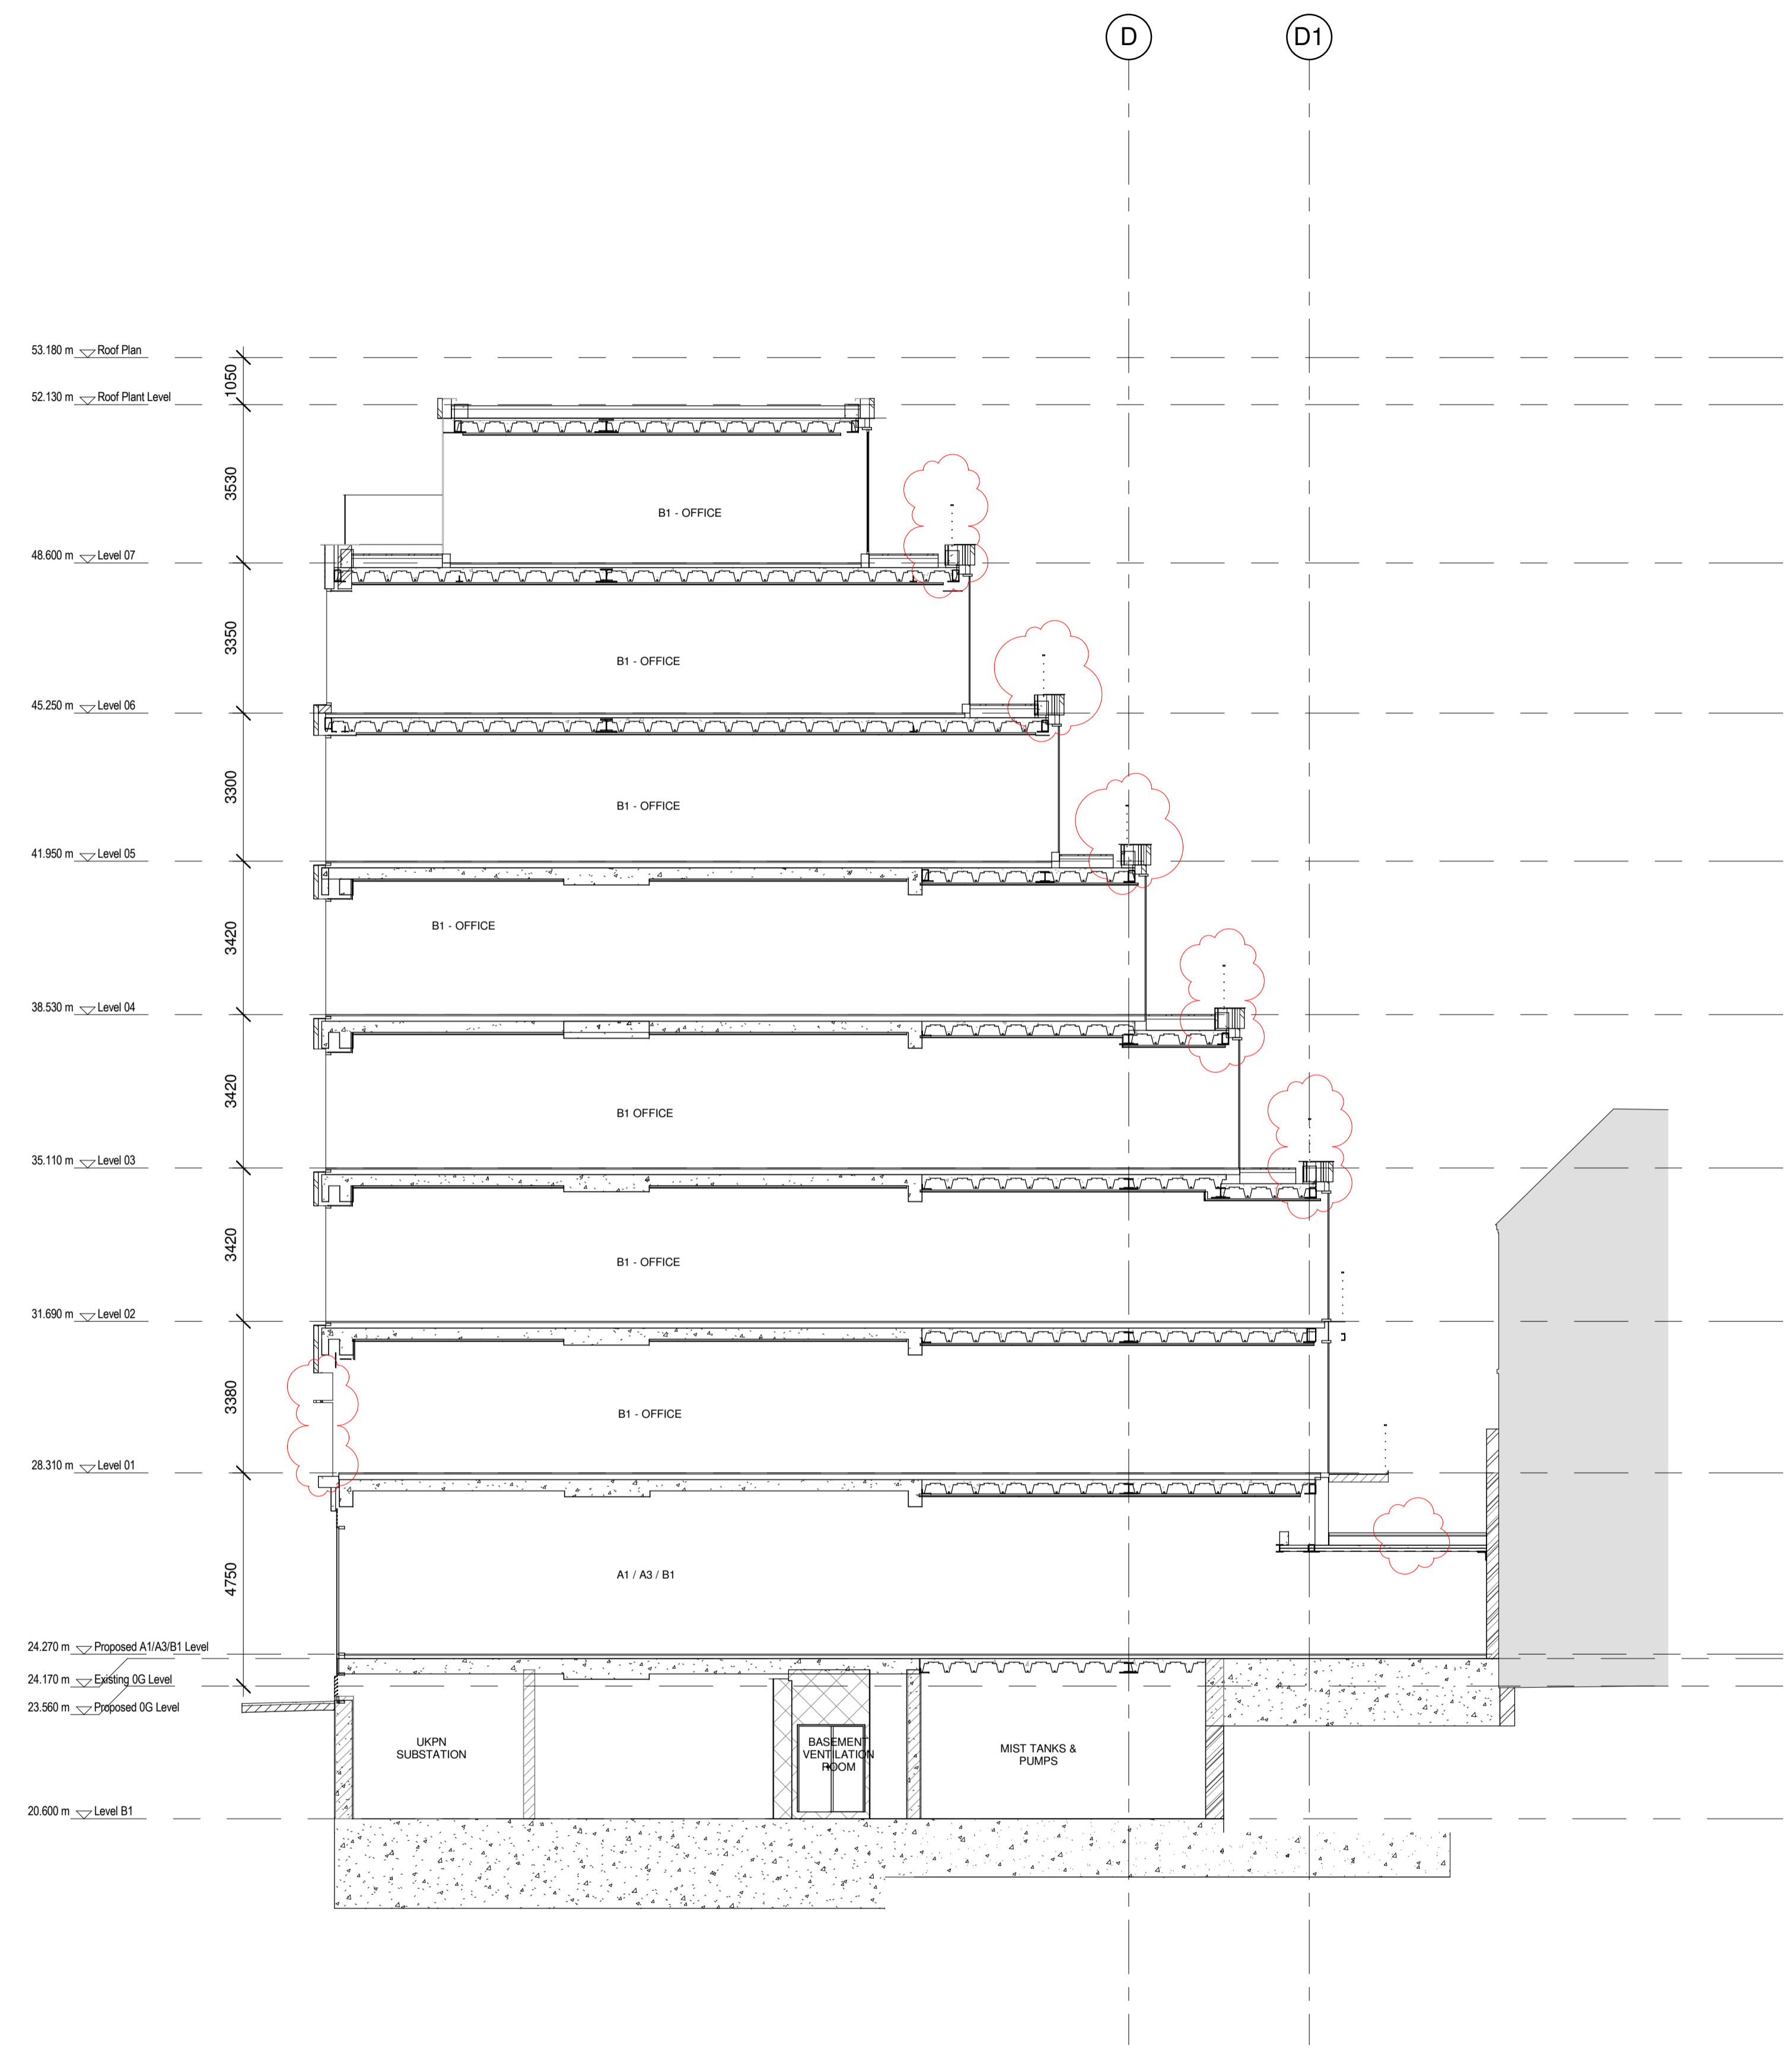 D
D1
53.180 m Roof Plan
1050
52.130 m Roof Plant Level
3530
B1 - OFFICE
48.600 m Level 07
3350
B1 - OFFICE
45.250 m Level 06
3300
B1 - OFFICE
41.950 m Level 05
3420
B1 - OFFICE
38.530 m Level 04
3420
B1 OFFICE
35.110 m Level 03
3420
B1 - OFFICE
31.690 m Level 02
3380
B1 - OFFICE
28.310 m Level 01
4750
A1 / A3 / B1
24.270 m Proposed A1/A3/B1 Level
24.170 m Existing 0G Level
23.560 m Proposed 0G Level
UKPN
SUBSTATION
BASEMENT
VENTILATION
ROOM
MIST TANKS &
PUMPS
20.600 m Level B1